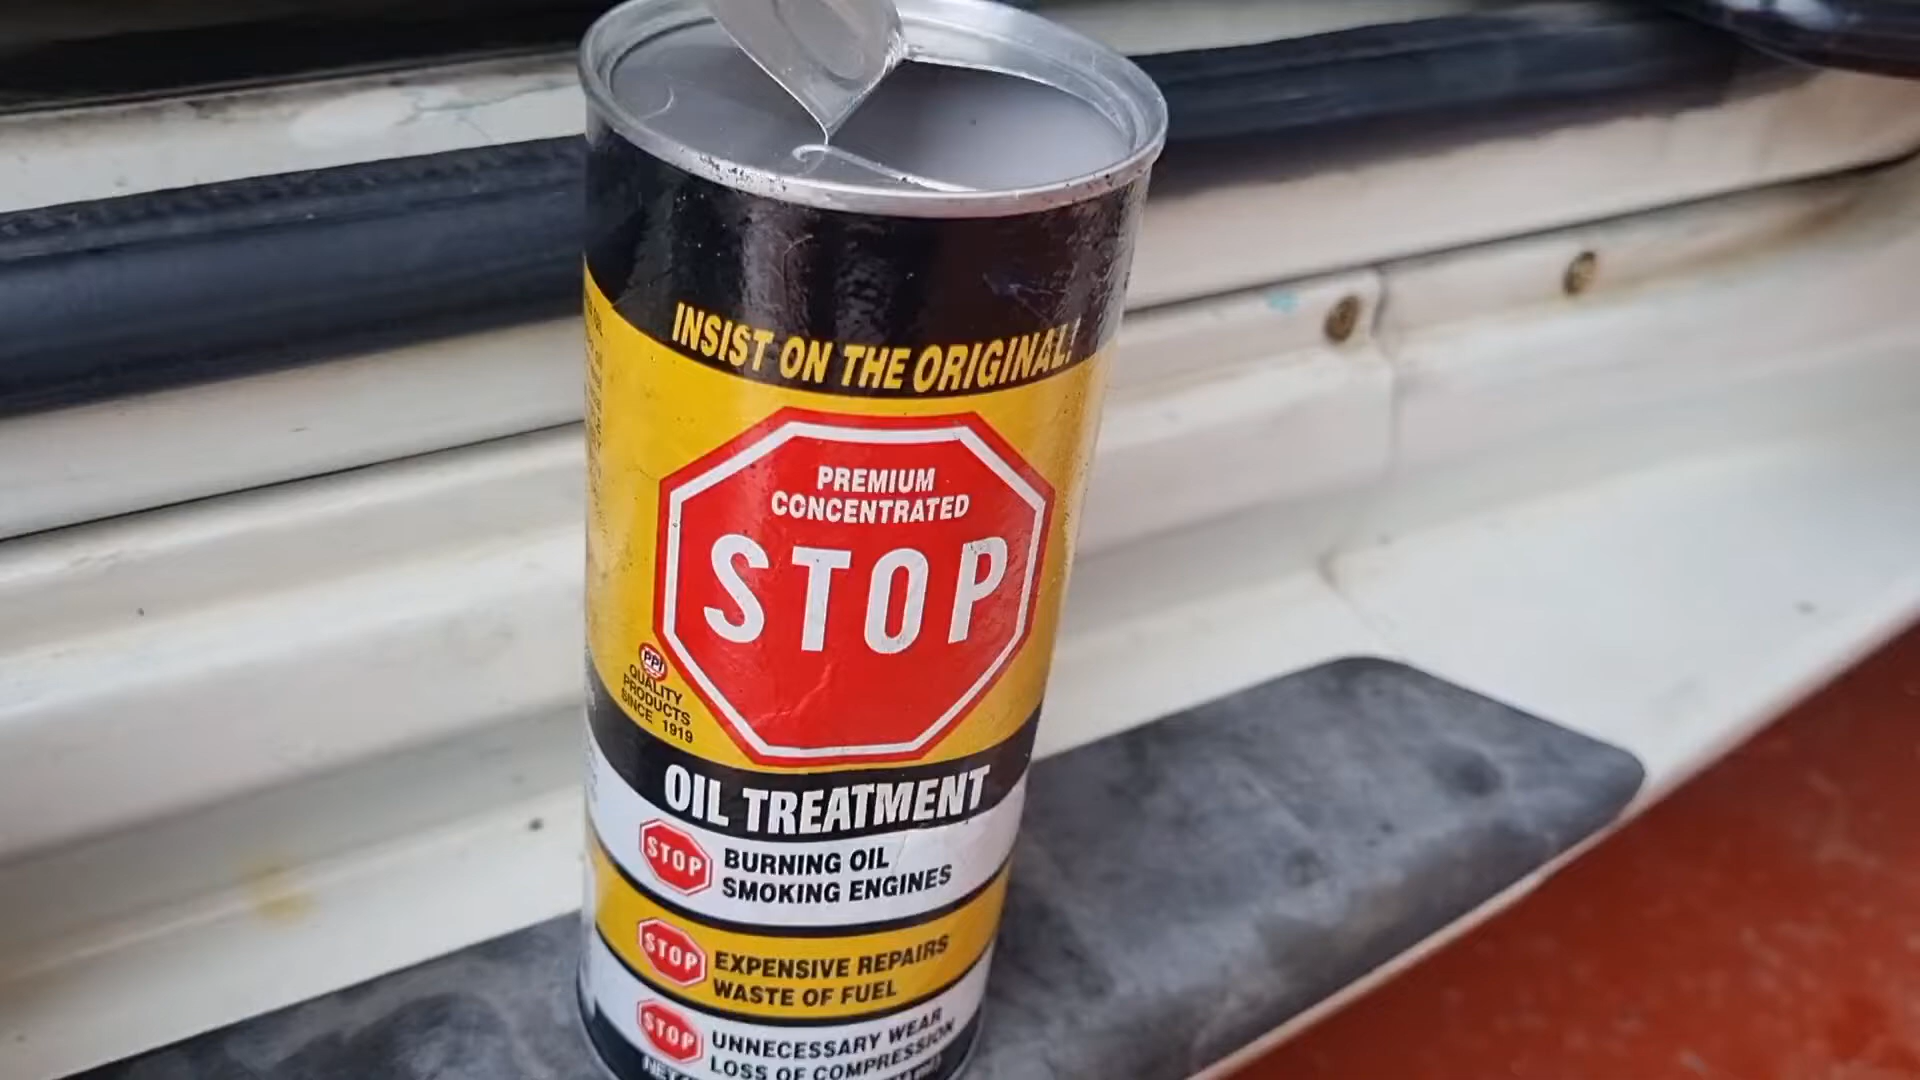 INSIST ON THE ORIGINAL!
PREMIUM
CONCENTRATED
STOP
PPI
QUALITY
PRODUCTS
SINCE 1919
OIL TREATMENT
STOP
BURNING OIL
SMOKING ENGINES
STOP
EXPENSIVE REPAIRS
WASTE OF FUEL
STOP
UNNECESSARY WEAR
LOSS OF COMPRESSION